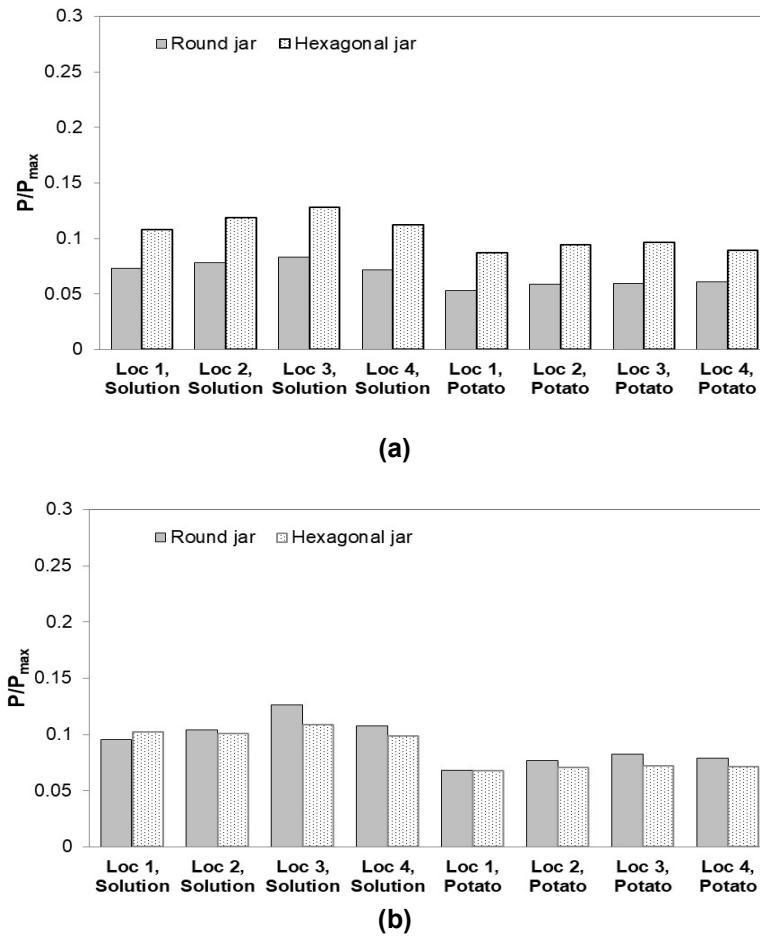 0.3
Round jar Hexagonal jar
0.25
0.2
0.15
0.1
0.05
0
P/Pmax
Loc 1, Loc 2, Loc 3, Loc 4, Loc 1, Loc 2, Loc 3, Loc 4,
Solution Solution Solution Solution Potato Potato Potato Potato
(a)
0.3
Round jar Hexagonal jar
0.25
0.2
0.15
0.1
0.05
0
P/Pmax
Loc 1, Loc 2, Loc 3, Loc 4, Loc 1, Loc 2, Loc 3, Loc 4,
Solution Solution Solution Solution Potato Potato Potato Potato
(b)